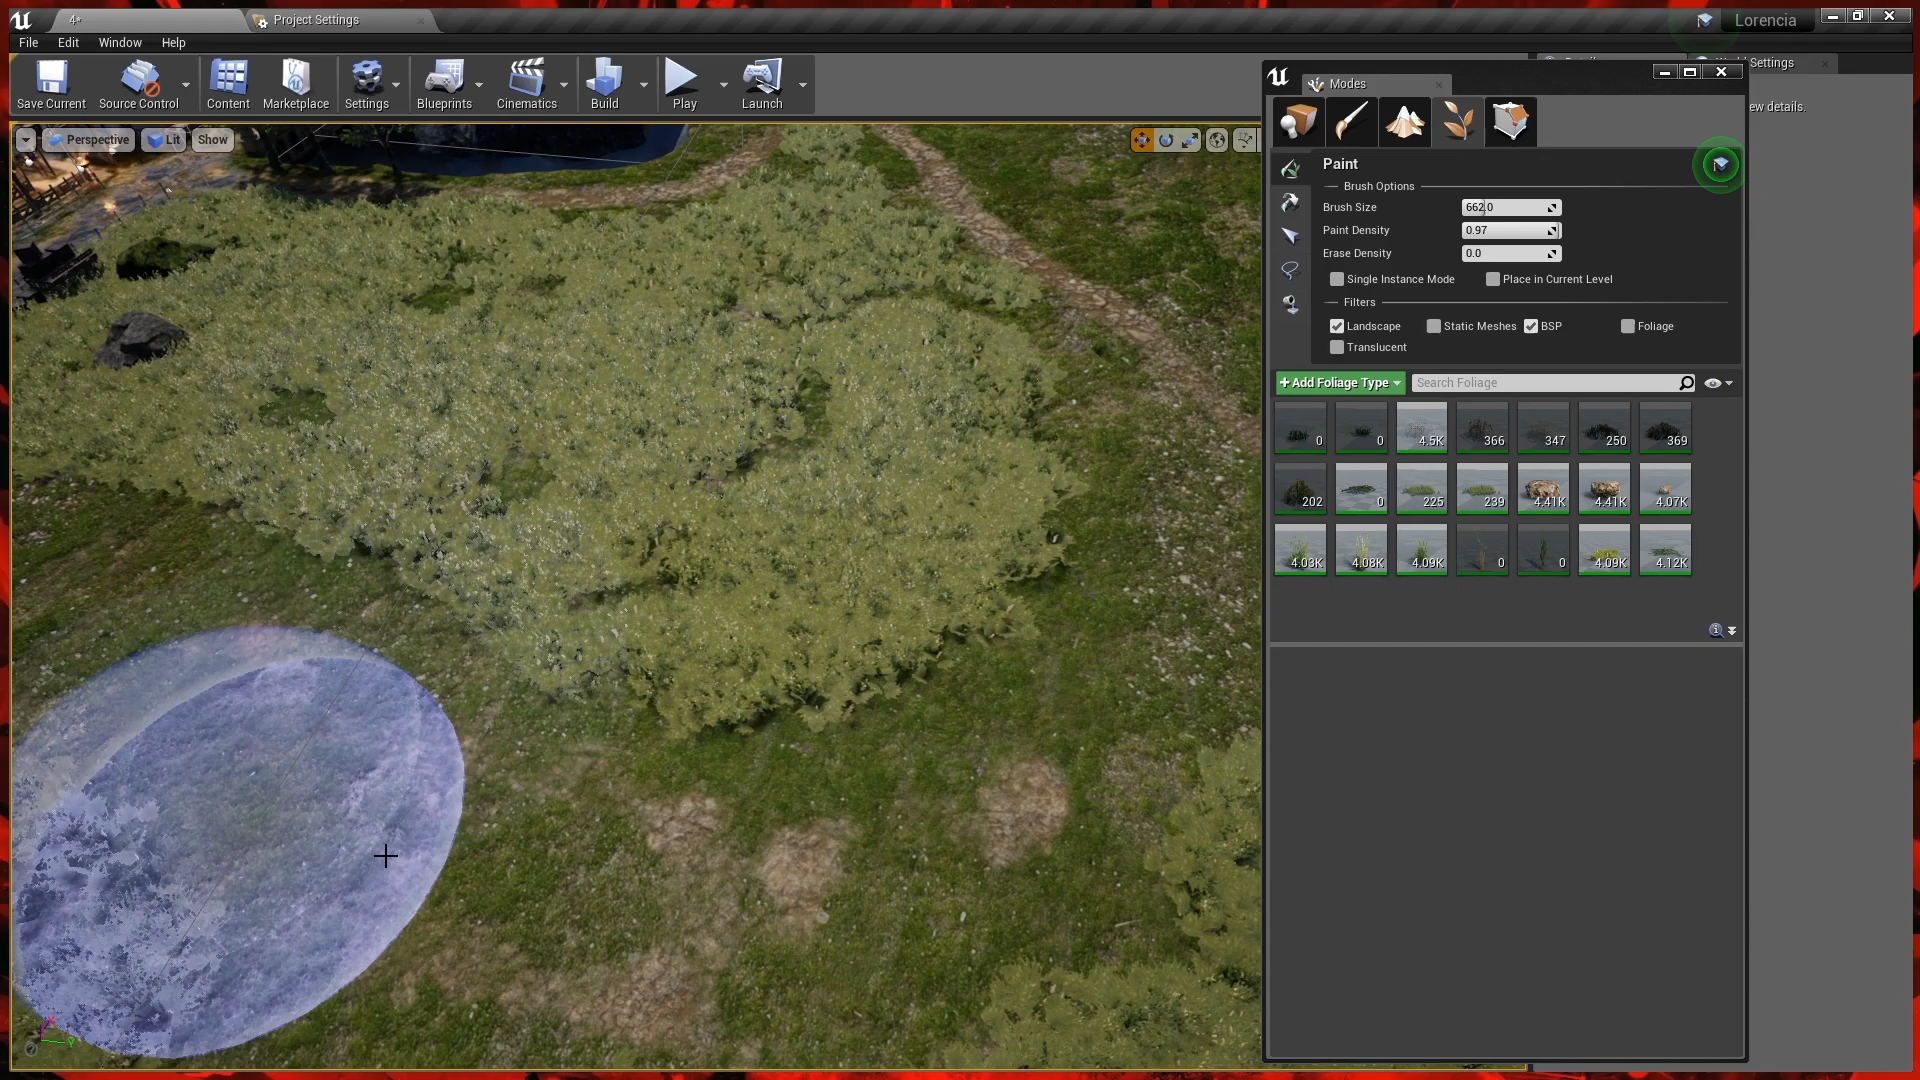 4*
Project Settings
Lorencia
File Edit Window Help
Settings
Save Current
Source Control
Content
Marketplace
Settings
Blueprints
Cinematics
Build
Play
Launch
Modes
ew details.
Perspective
Lit
Show
Paint
Brush Options
Brush Size 662.0
Paint Density 0.97
Erase Density 0.0
Single Instance Mode Place in Current Level
Filters
Landscape Static Meshes BSP Foliage
Translucent
Add Foliage Type Search Foliage
0 0 4.5K 366 347 250 369
202 0 225 239 4.41K 4.41K 4.07K
4.03K 4.08K 4.09K 0 0 4.09K 4.12K